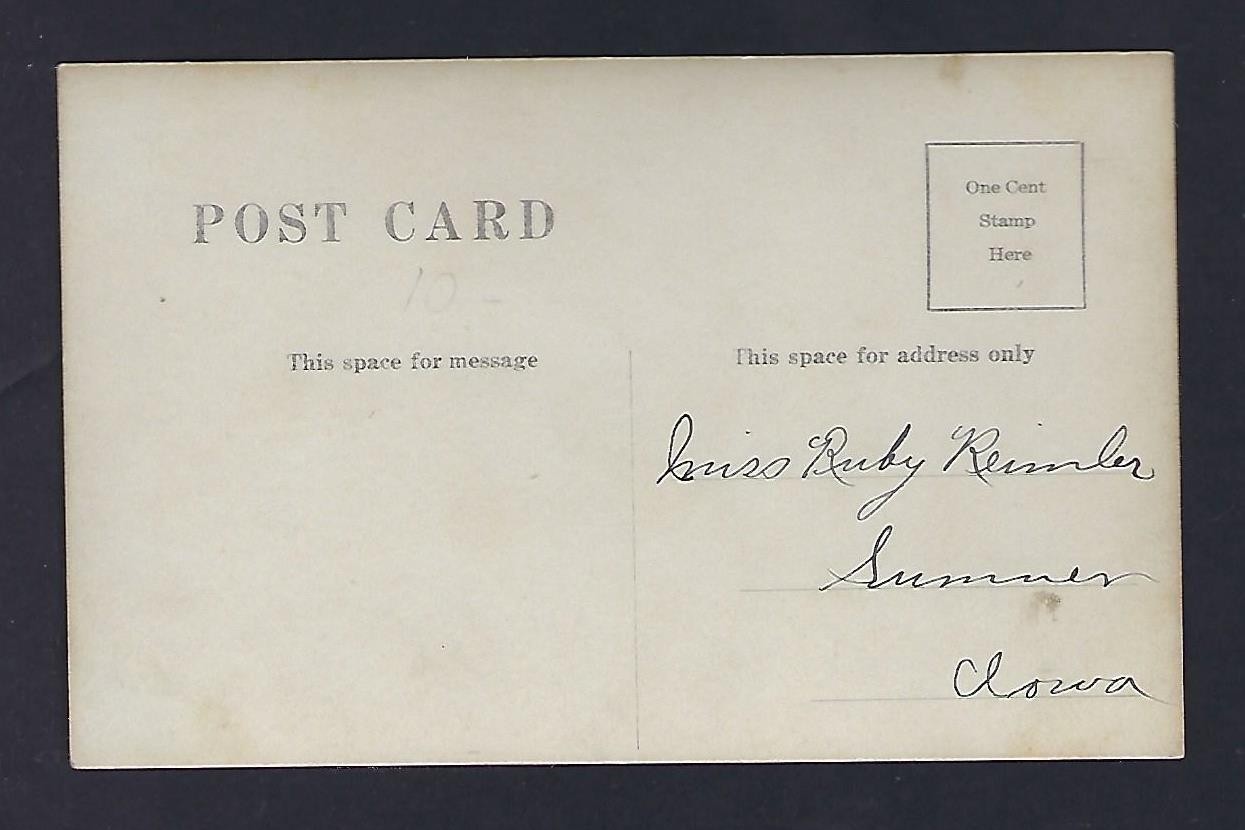 POST CARD
10 -
One Cent
Stamp
Here
This space for message
This space for address only
Miss Ruby Reimler
Sumner
Iowa